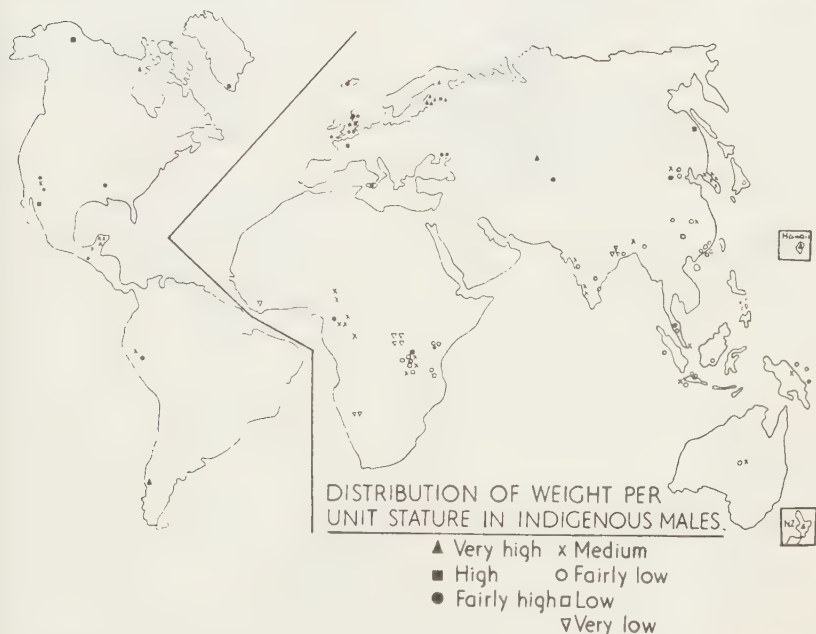 Hawaii
NZ
DISTRIBUTION OF WEIGHT PER
UNIT STATURE IN INDIGENOUS MALES.
▲ Very high x Medium
■ High ○ Fairly low
● Fairly high □ Low
▽ Very low